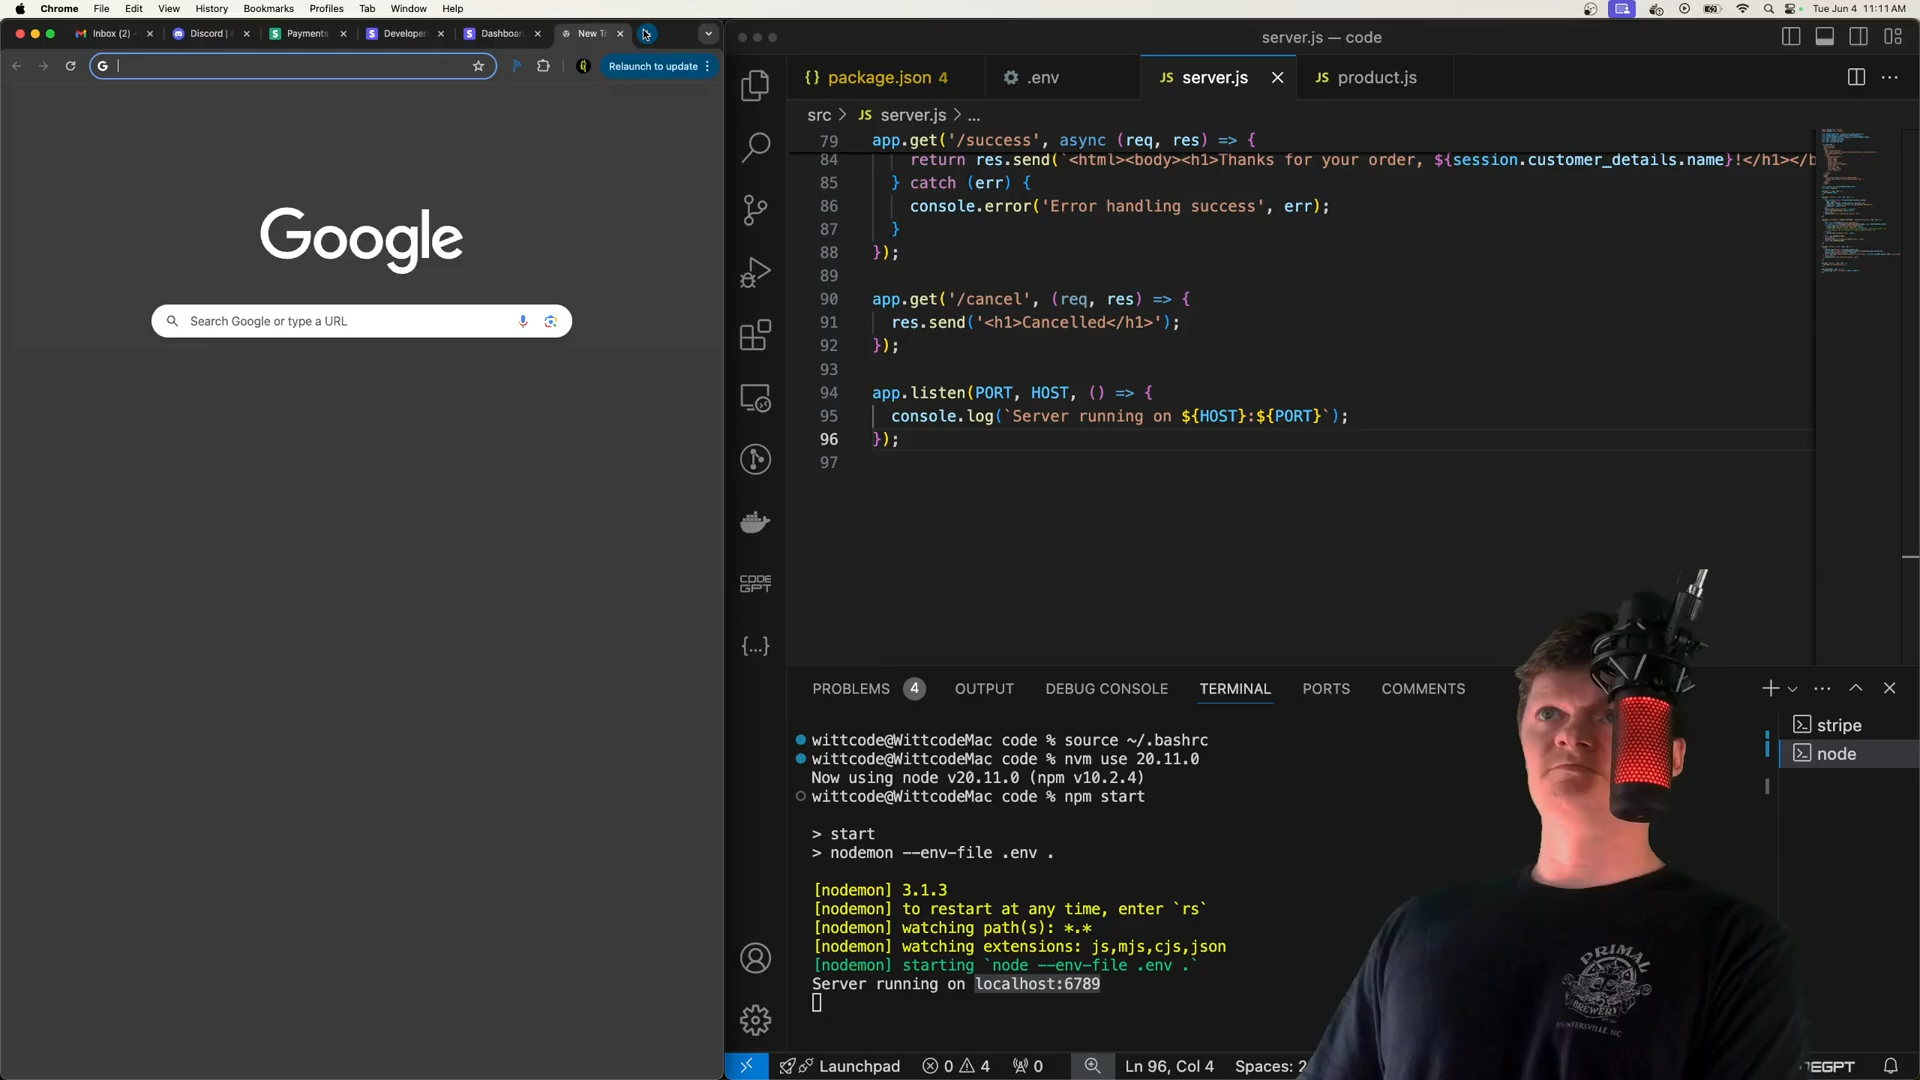 Chrome File Edit View History Bookmarks Profiles Tab Window Help
Tue Jun 4 11:11 AM
Inbox (2)
Discord |
Payments
Developer
Dashboar
New T
Relaunch to update
Google
Search Google or type a URL
server.js — code
package.json 4
.env
JS server.js
JS product.js
src > JS server.js > ...
79 app.get('/success', async (req, res) => {
84 return res.send(`<html><body><h1>Thanks for your order, ${session.customer_details.name}!</h1></b
85 } catch (err) {
86 console.error('Error handling success', err);
87 }
88 });
89
90 app.get('/cancel', (req, res) => {
91 res.send('<h1>Cancelled</h1>');
92 });
93
94 app.listen(PORT, HOST, () => {
95 console.log(`Server running on ${HOST}:${PORT}`);
96 });
97
CODE
GPT
PROBLEMS 4 OUTPUT DEBUG CONSOLE TERMINAL PORTS COMMENTS
stripe
node
wittcode@WittcodeMac code % source ~/.bashrc
wittcode@WittcodeMac code % nvm use 20.11.0
Now using node v20.11.0 (npm v10.2.4)
wittcode@WittcodeMac code % npm start
> start
> nodemon --env-file .env .
[nodemon] 3.1.3
[nodemon] to restart at any time, enter `rs`
[nodemon] watching path(s): *.*
[nodemon] watching extensions: js,mjs,cjs,json
[nodemon] starting `node --env-file .env .`
Server running on localhost:6789
PRIMAL
BREWERY
HUNTERSVILLE NC
Launchpad 0 4 0 Ln 96, Col 4 Spaces: 2
EGPT